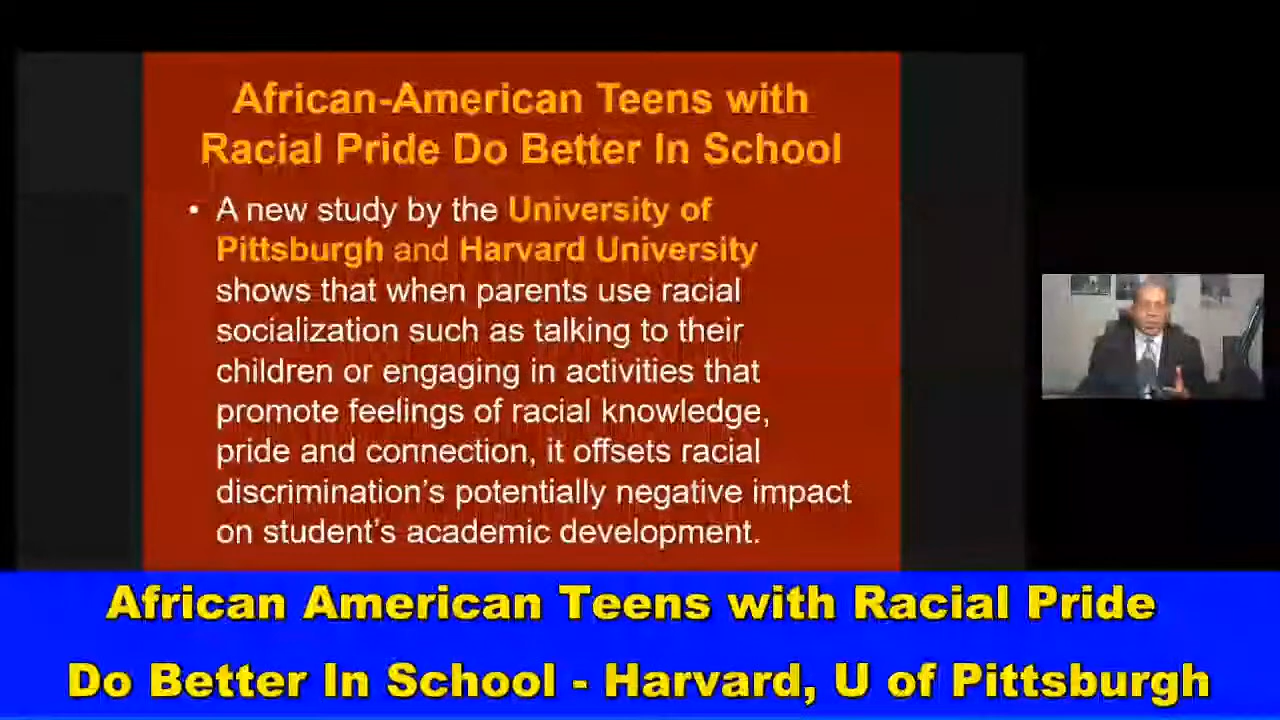 African-American Teens with
Racial Pride Do Better In School
• A new study by the University of
Pittsburgh and Harvard University
shows that when parents use racial
socialization such as talking to their
children or engaging in activities that
promote feelings of racial knowledge,
pride and connection, it offsets racial
discrimination's potentially negative impact
on student's academic development.
African American Teens with Racial Pride
Do Better In School - Harvard, U of Pittsburgh